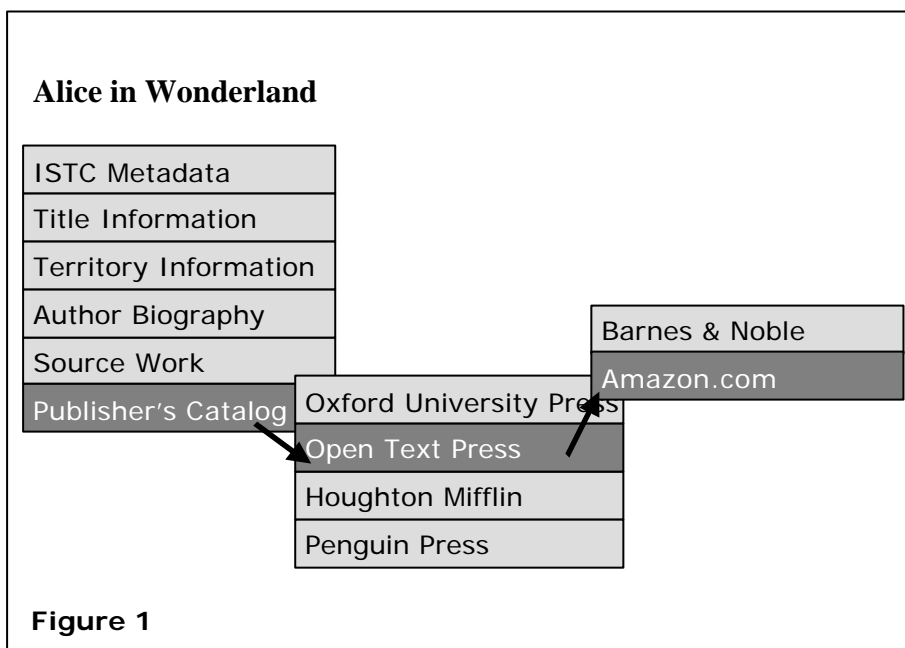 Alice in Wonderland
ISTC Metadata
Title Information
Territory Information
Author Biography
Source Work
Publisher's Catalog
Oxford University Press
Open Text Press
Houghton Mifflin
Penguin Press
Barnes & Noble
Amazon.com
Figure 1